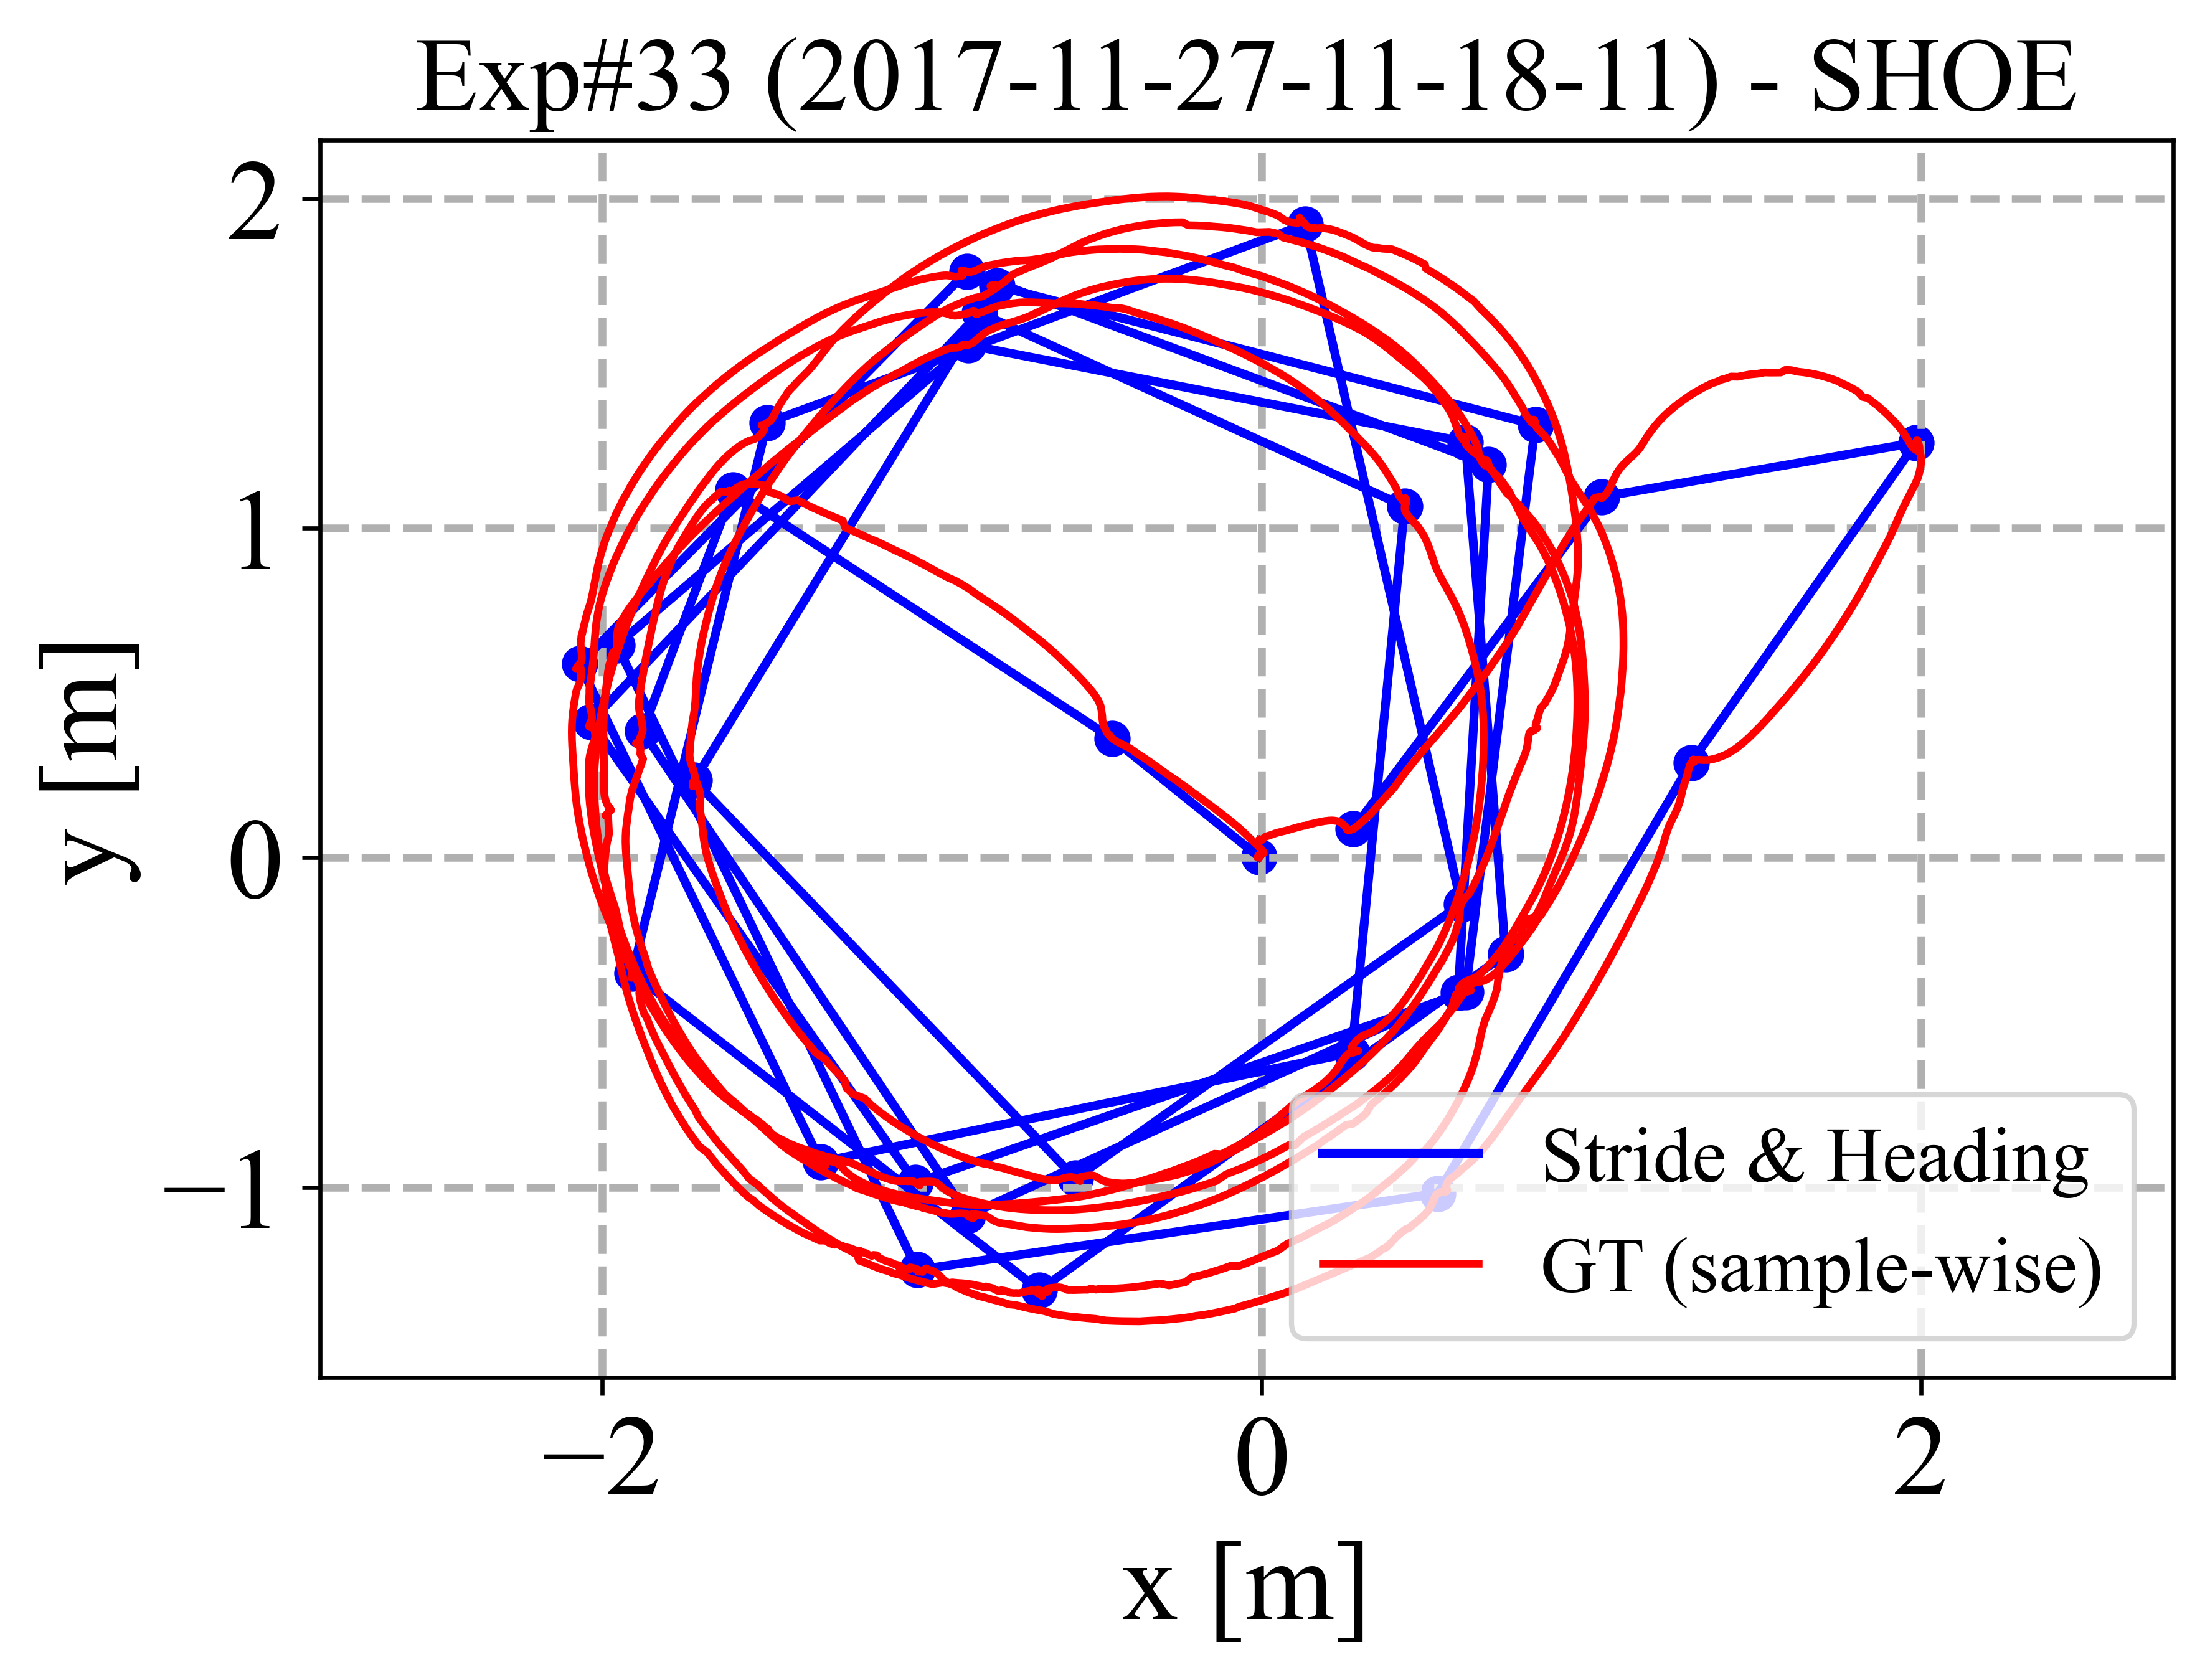 Exp#33 (2017-11-27-11-18-11) - SHOE
2
1
0
−1
y [m]
−2
0
2
x [m]
Stride & Heading
GT (sample-wise)